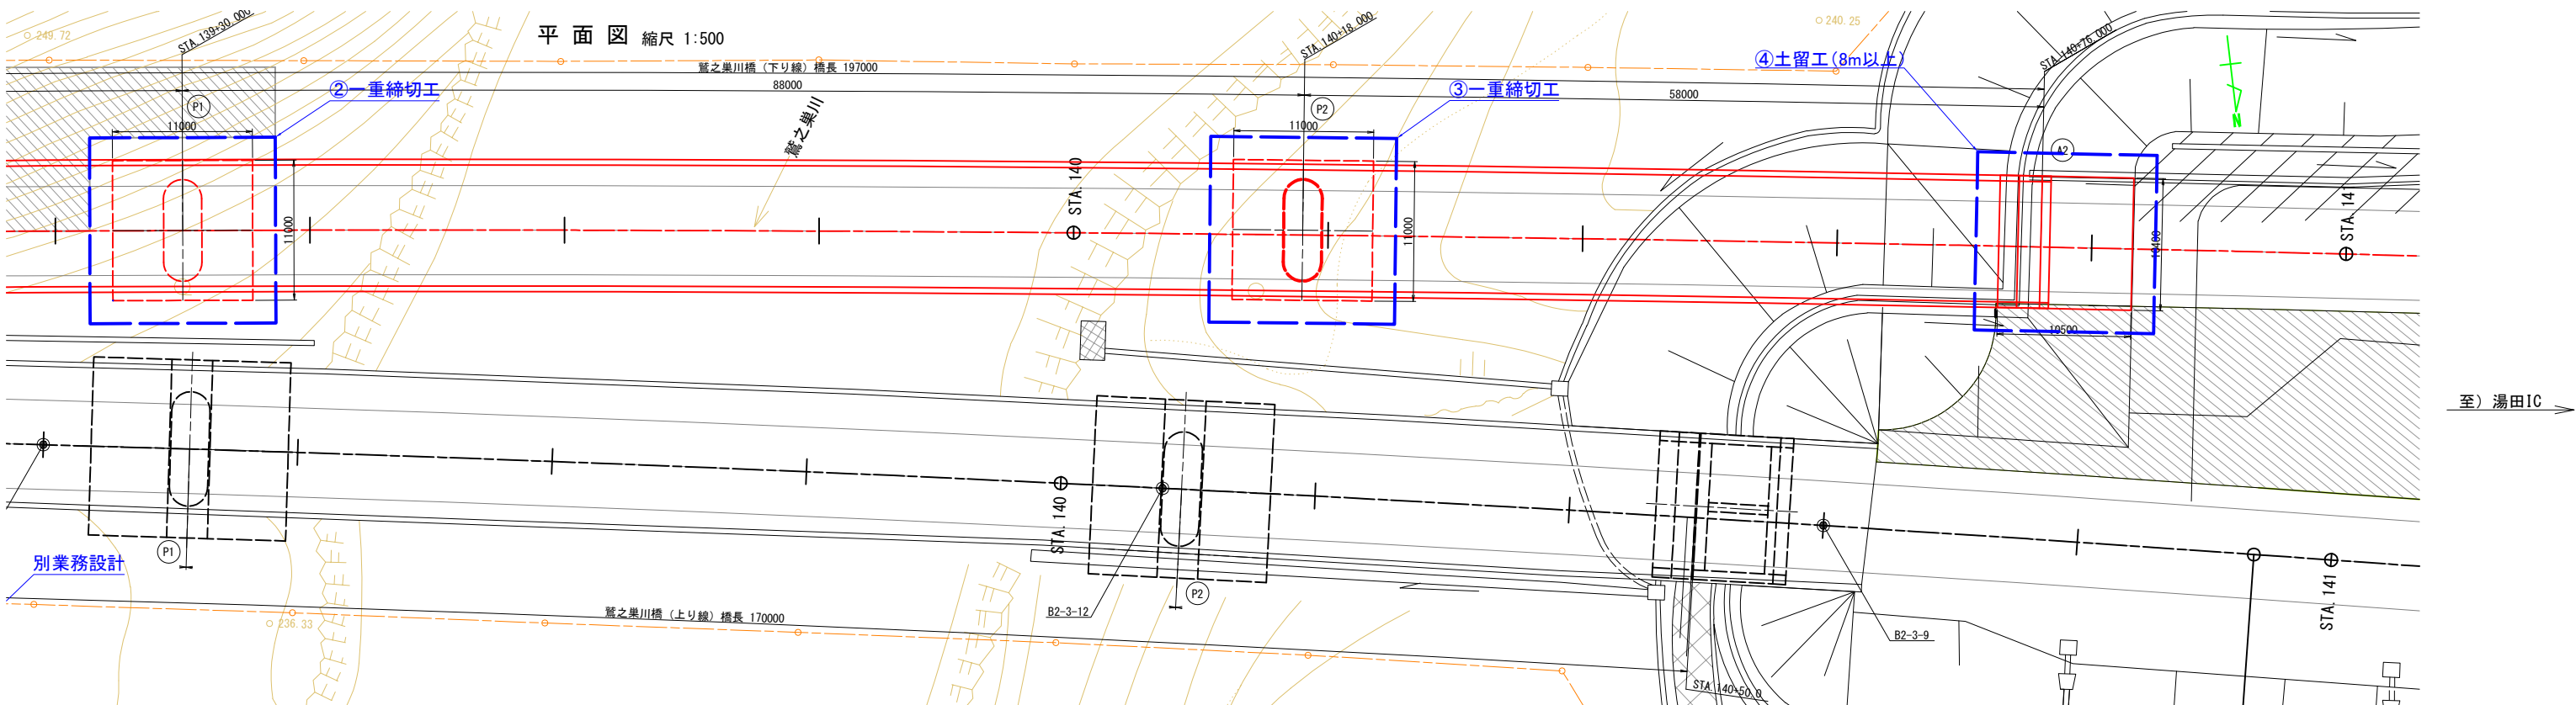 平面図 縮尺 1:500
249.72
STA.139+30.000
STA.140+18.000
240.25
STA.140+76.000
鷲之巣川橋（下り線）橋長 197000
88000
58000
②一重締切工
③一重締切工
④土留工(8m以上)
P1
P2
A2
N
11000
11000
11000
11000
鷲之巣川
STA.140
STA.141
10480
10500
至）湯田IC
STA.140
STA.141
P1
P2
別業務設計
236.33
鷲之巣川橋（上り線）橋長 170000
B2-3-12
B2-3-9
STA.140+50.0